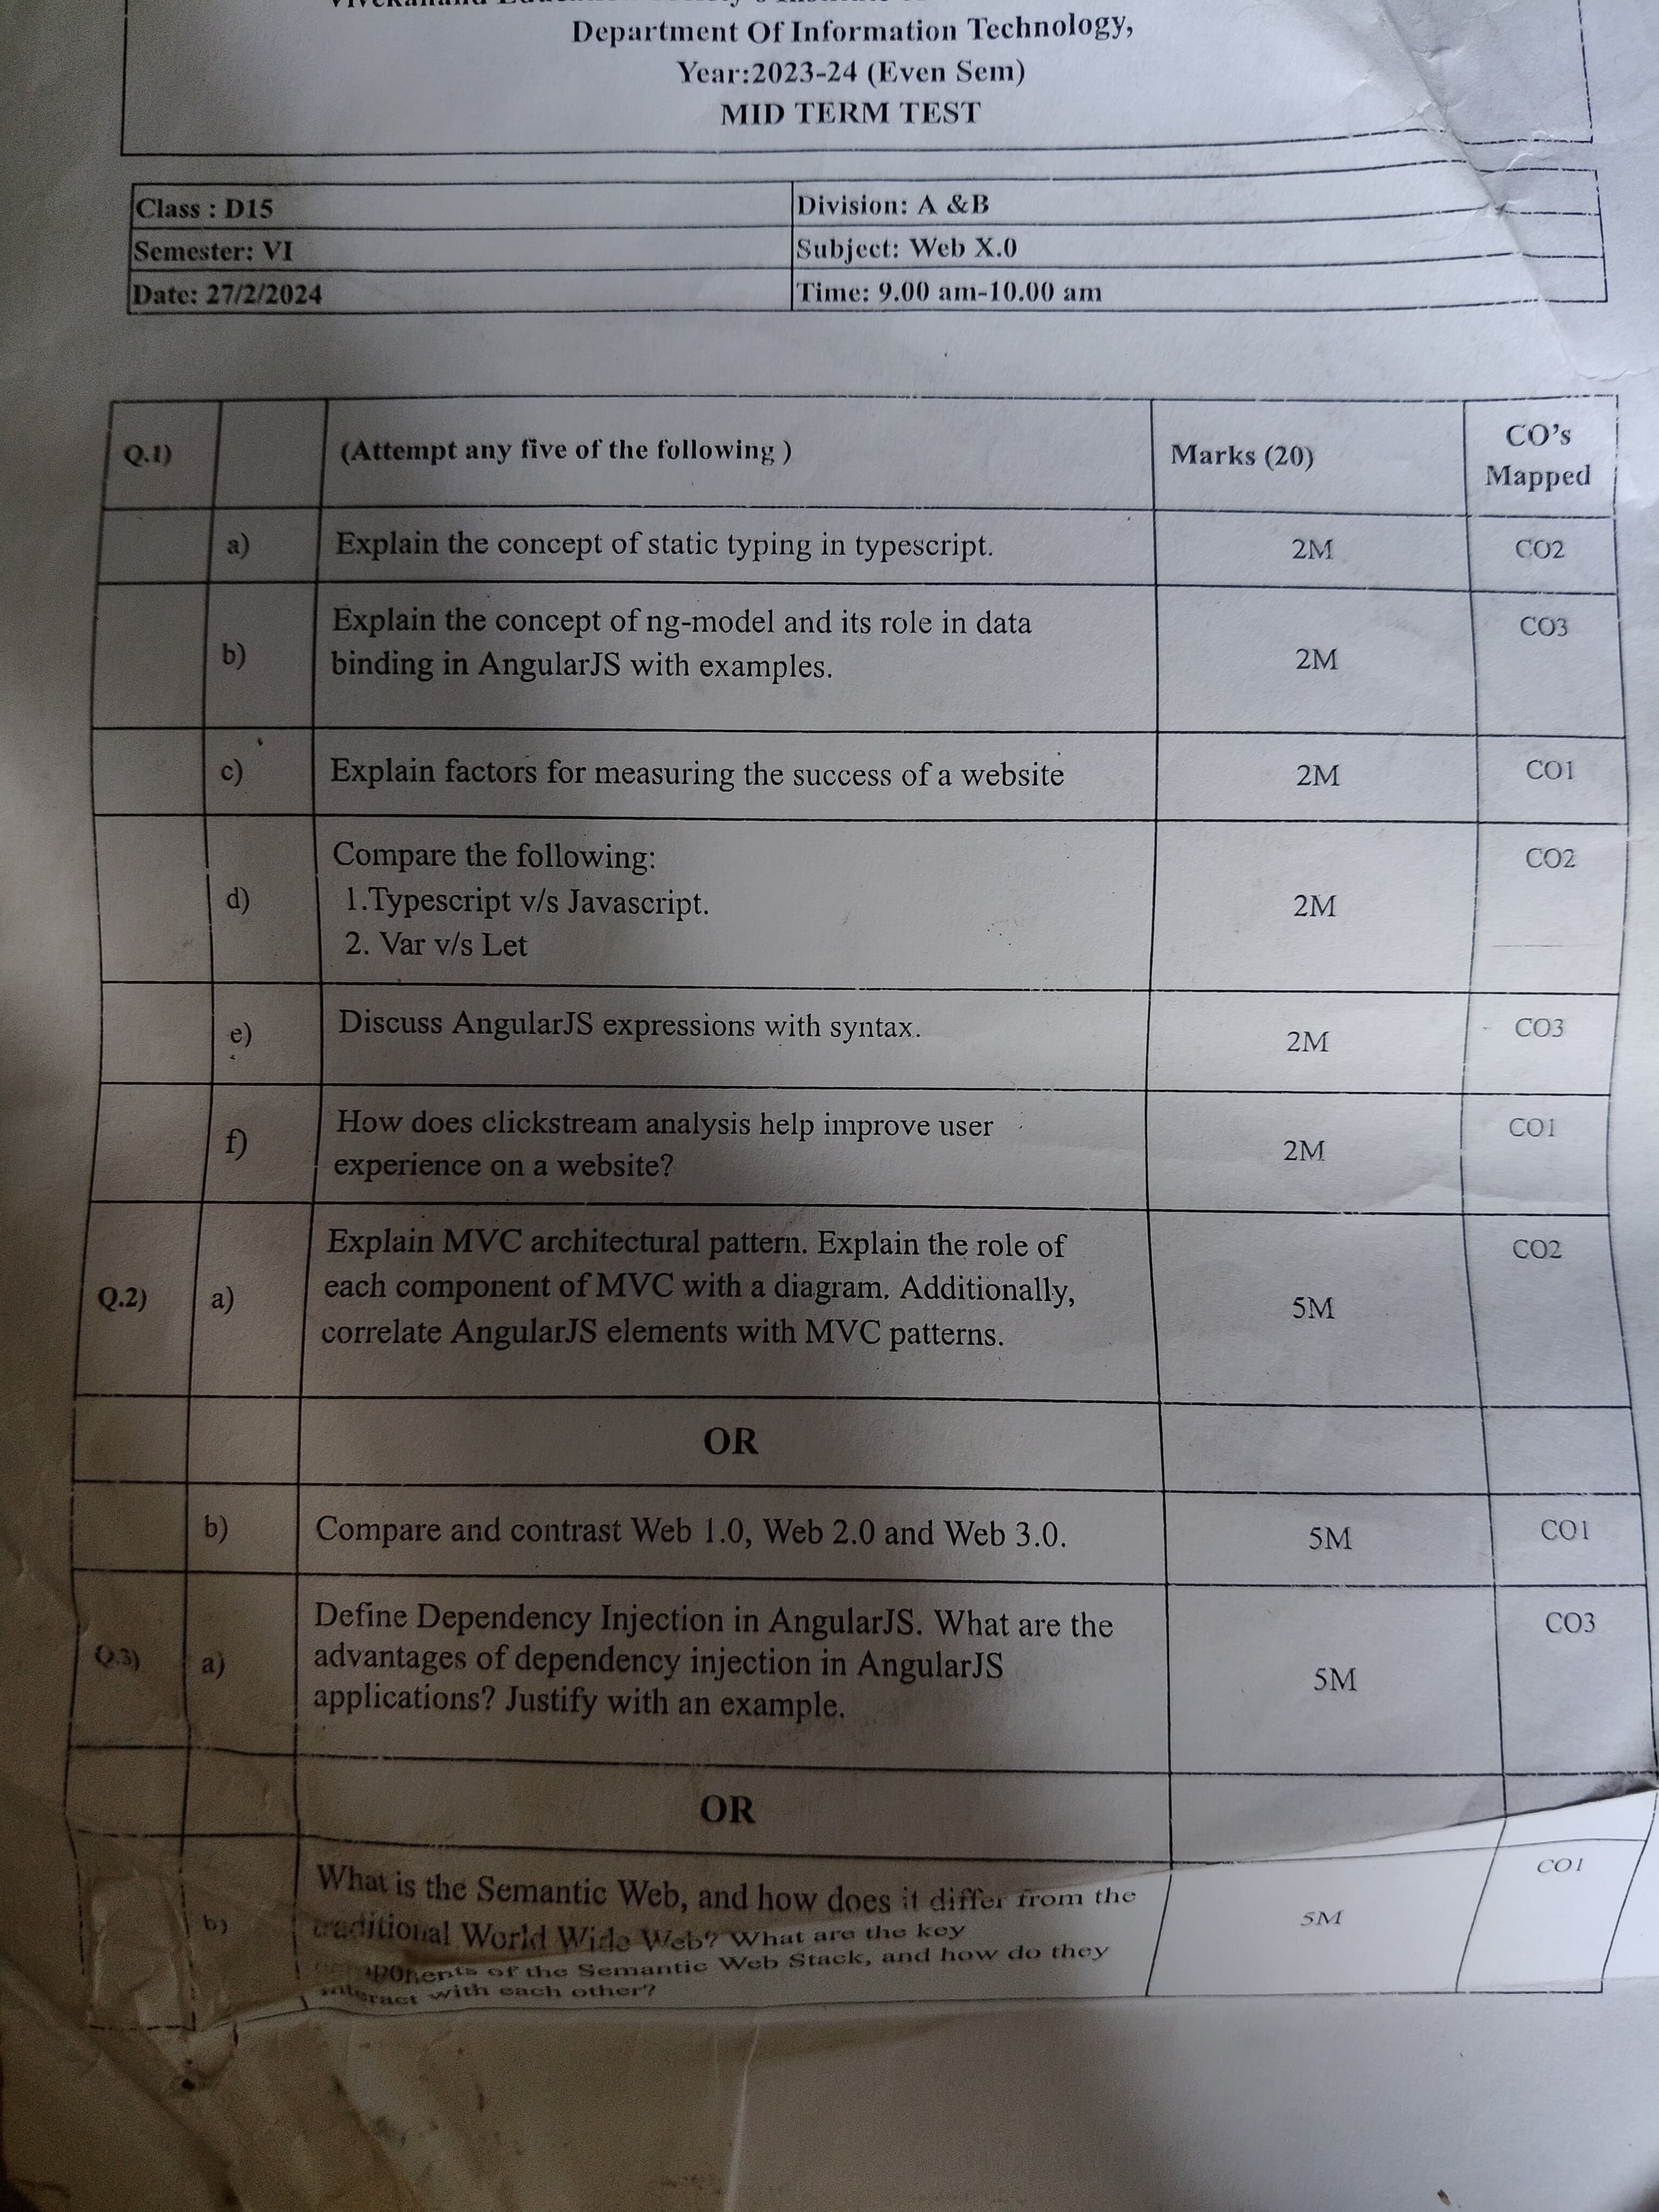 Department Of Information Technology,
Year:2023-24 (Even Sem)
MID TERM TEST
Class : D15
Division: A &B
Semester: VI
Subject: Web X.0
Date: 27/2/2024
Time: 9.00 am-10.00 am
Q.1)
(Attempt any five of the following )
Marks (20)
CO's
Mapped
a)
Explain the concept of static typing in typescript.
2M
CO2
b)
Explain the concept of ng-model and its role in data
binding in AngularJS with examples.
2M
CO3
c)
Explain factors for measuring the success of a website
2M
CO1
d)
Compare the following:
1.Typescript v/s Javascript.
2. Var v/s Let
2M
CO2
e)
Discuss AngularJS expressions with syntax.
2M
CO3
f)
How does clickstream analysis help improve user
experience on a website?
2M
CO1
Q.2)
a)
Explain MVC architectural pattern. Explain the role of
each component of MVC with a diagram. Additionally,
correlate AngularJS elements with MVC patterns.
5M
CO2
OR
b)
Compare and contrast Web 1.0, Web 2.0 and Web 3.0.
5M
CO1
Q.3)
a)
Define Dependency Injection in AngularJS. What are the
advantages of dependency injection in AngularJS
applications? Justify with an example.
5M
CO3
OR
b)
What is the Semantic Web, and how does it differ from the
traditional World Wide Web? What are the key
components of the Semantic Web Stack, and how do they
interact with each other?
5M
CO1